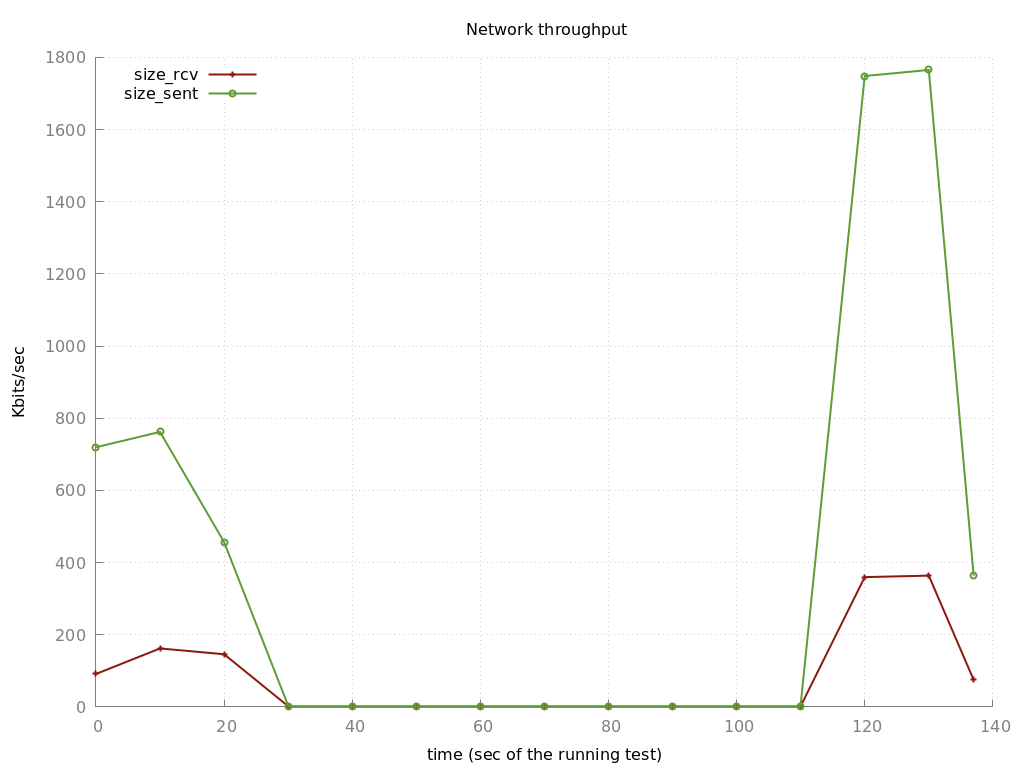 Network throughput
size_rcv
size_sent
1800
1600
1400
1200
1000
800
600
400
200
0
Kbits/sec
0 20 40 60 80 100 120 140
time (sec of the running test)